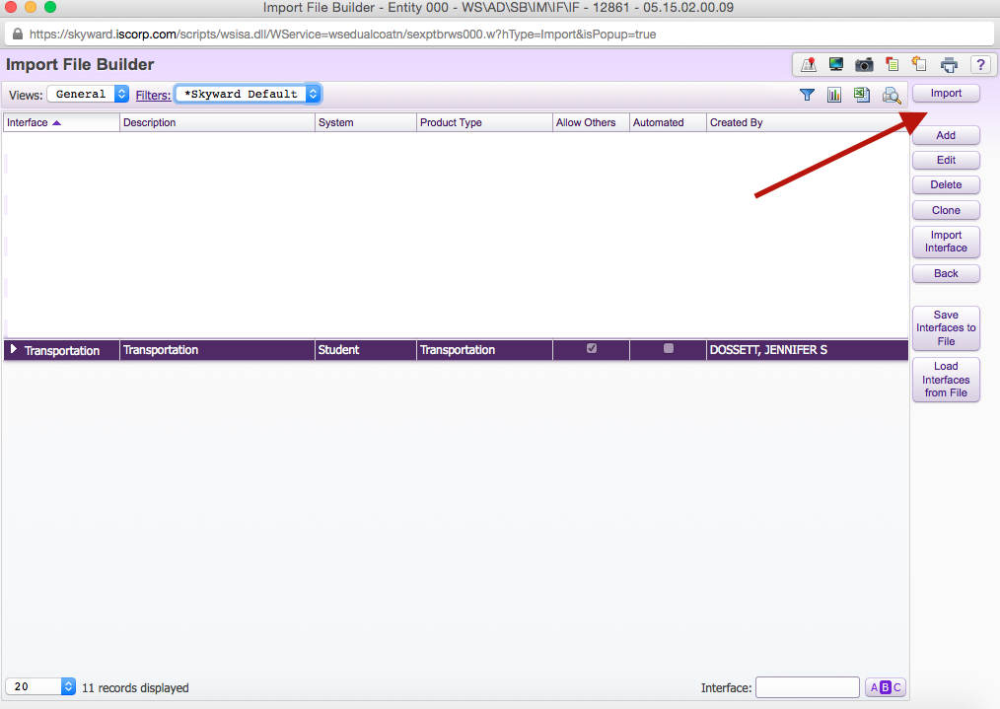 Import File Builder - Entity 000 - WS\AD\SB\IM\IF\IF - 12861 - 05.15.02.00.09
https://skyward.iscorp.com/scripts/wsisa.dll/WService=wsedualcoatn/sexptbrws000.w?hType=Import&isPopup=true
Import File Builder
?
Views: General Filters: *Skyward Default
Import
Interface Description System Product Type Allow Others Automated Created By
Add
Edit
Delete
Clone
Import
Interface
Back
Save
Interfaces to
File
Transportation Transportation Student Transportation DOSSETT, JENNIFER S
Load
Interfaces
from File
20 11 records displayed Interface: A B C